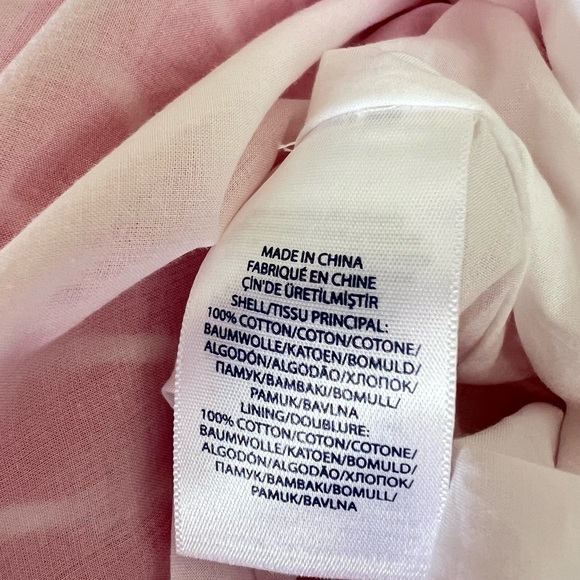 MADE IN CHINA
FABRIQUÉ EN CHINE
ÇİN'DE ÜRETİLMİŞTİR
SHELL/TISSU PRINCIPAL:
100% COTTON/COTON/COTONE/
BAUMWOLLE/KATOEN/BOMULD/
ALGODÓN/ALGODÃO/ХЛОПОК/
ПАМУК/ΒΑΜΒΑΚΙ/BOMULL/
PAMUK/BAVLNA
LINING/DOUBLURE:
100% COTTON/COTON/COTONE/
BAUMWOLLE/KATOEN/BOMULD/
ALGODÓN/ALGODÃO/ХЛОПОК/
ПАМУК/ΒΑΜΒΑΚΙ/BOMULL/
PAMUK/BAVLNA